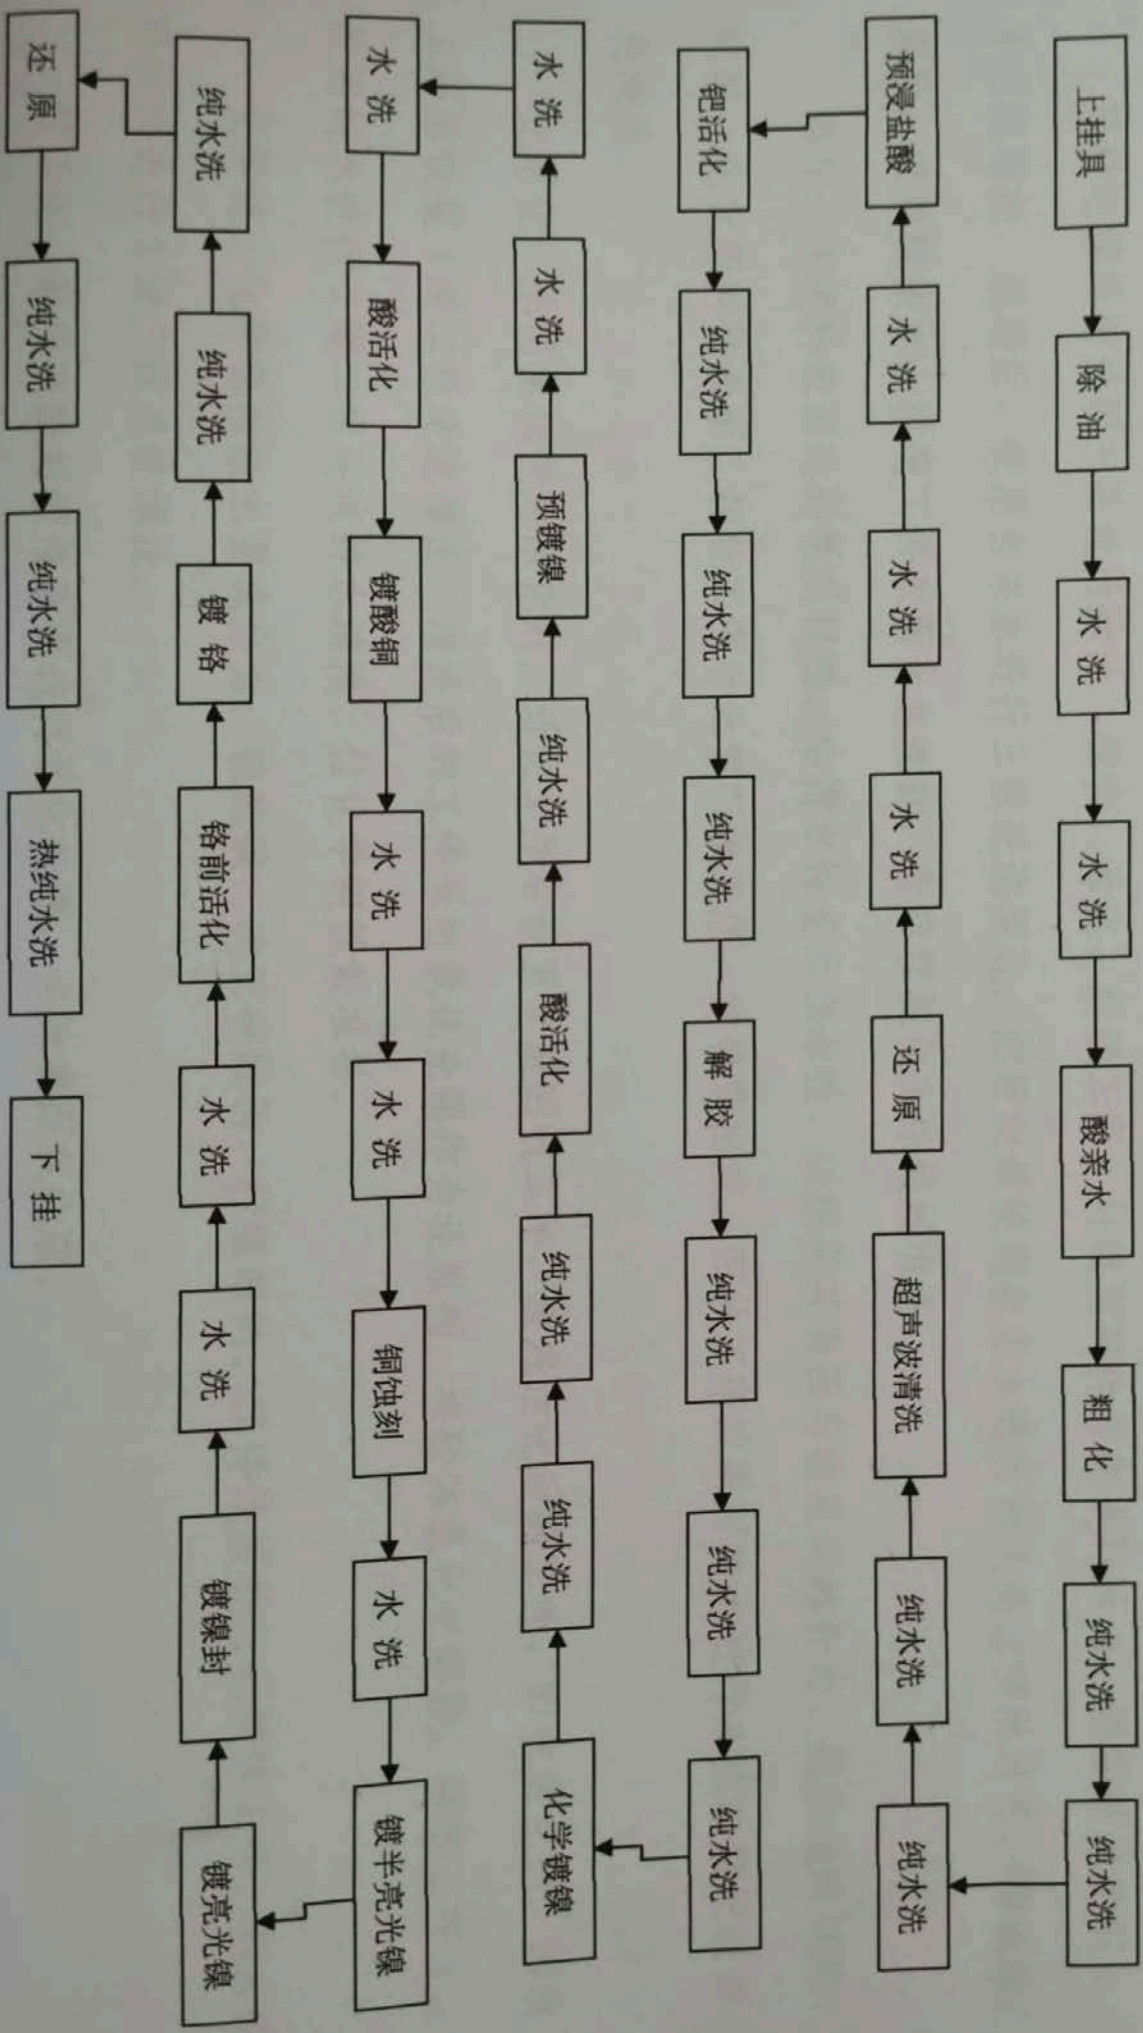 上挂具
除油
水洗
水洗
酸亲水
粗化
纯水洗
纯水洗
纯水洗
纯水洗
超声波清洗
还原
水洗
水洗
水洗
预浸盐酸
钯活化
纯水洗
纯水洗
纯水洗
解胶
纯水洗
纯水洗
纯水洗
化学镀镍
纯水洗
纯水洗
酸活化
纯水洗
预镀镍
水洗
水洗
水洗
酸活化
镀酸铜
水洗
水洗
铜蚀刻
水洗
镀半亮光镍
镀亮光镍
镀镍封
水洗
水洗
铬前活化
镀铬
纯水洗
纯水洗
还原
纯水洗
纯水洗
热纯水洗
下挂